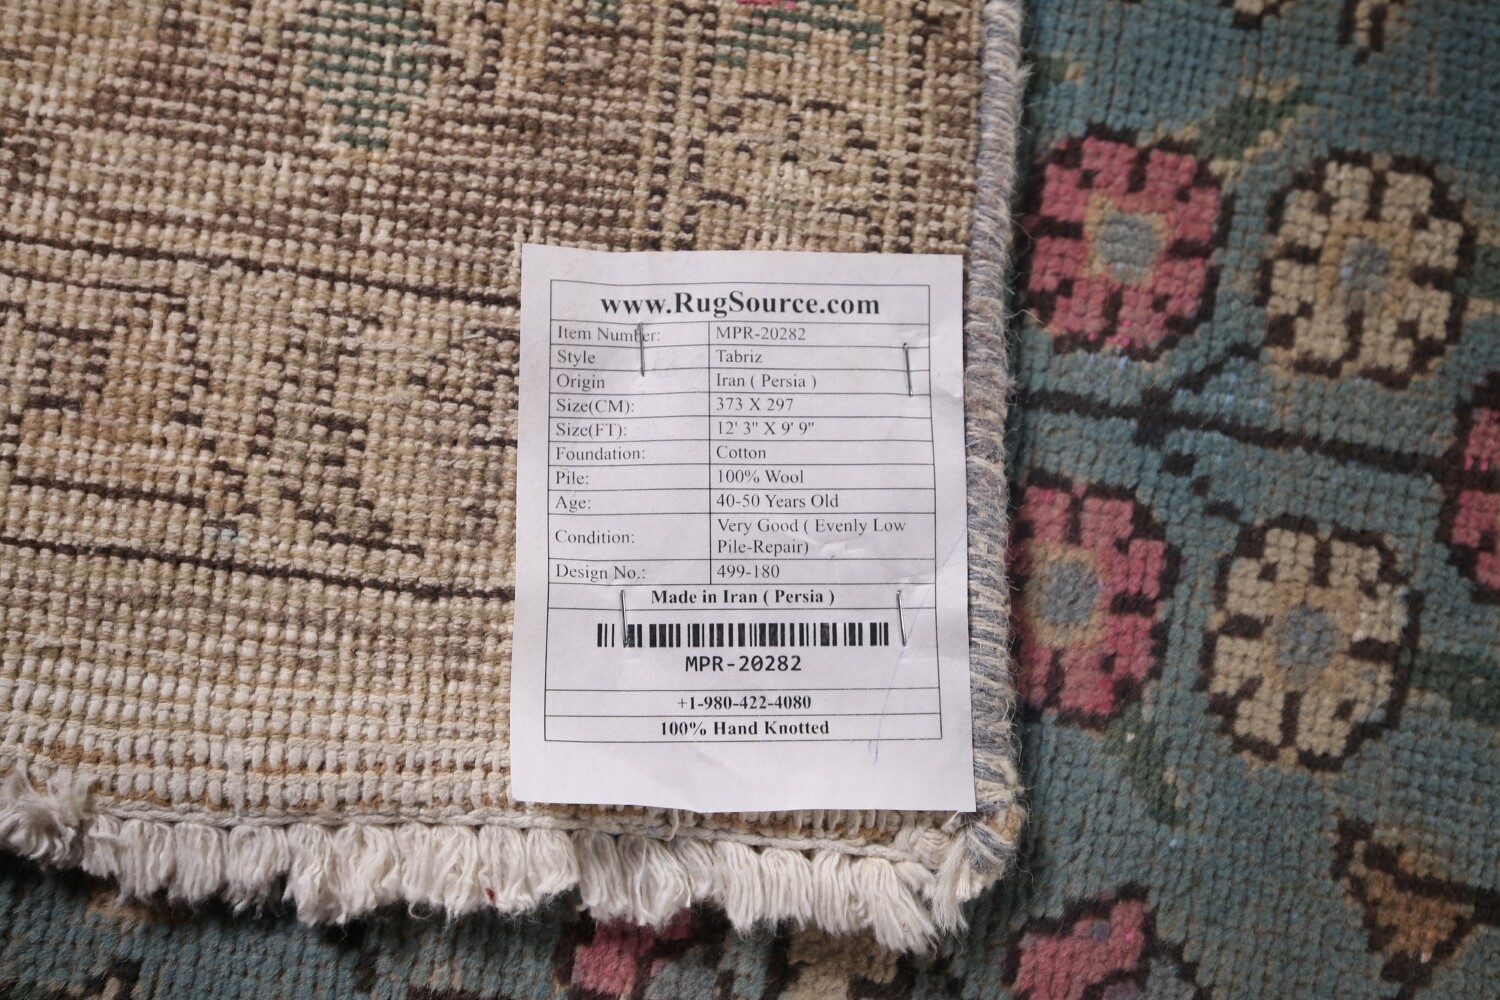 www.RugSource.com
Item Number: MPR-20282
Style Tabriz
Origin Iran ( Persia )
Size(CM): 373 X 297
Size(FT): 12' 3" X 9' 9"
Foundation: Cotton
Pile: 100% Wool
Age: 40-50 Years Old
Condition: Very Good ( Evenly Low
Pile-Repair)
Design No.: 499-180
Made in Iran ( Persia )
MPR-20282
+1-980-422-4080
100% Hand Knotted